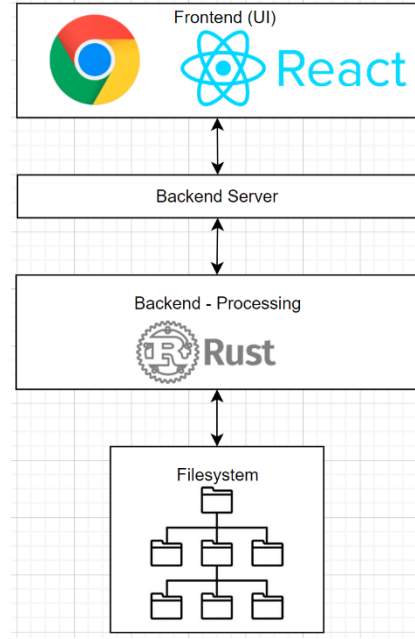 Frontend (UI)
React
Backend Server
Backend - Processing
R Rust
Filesystem